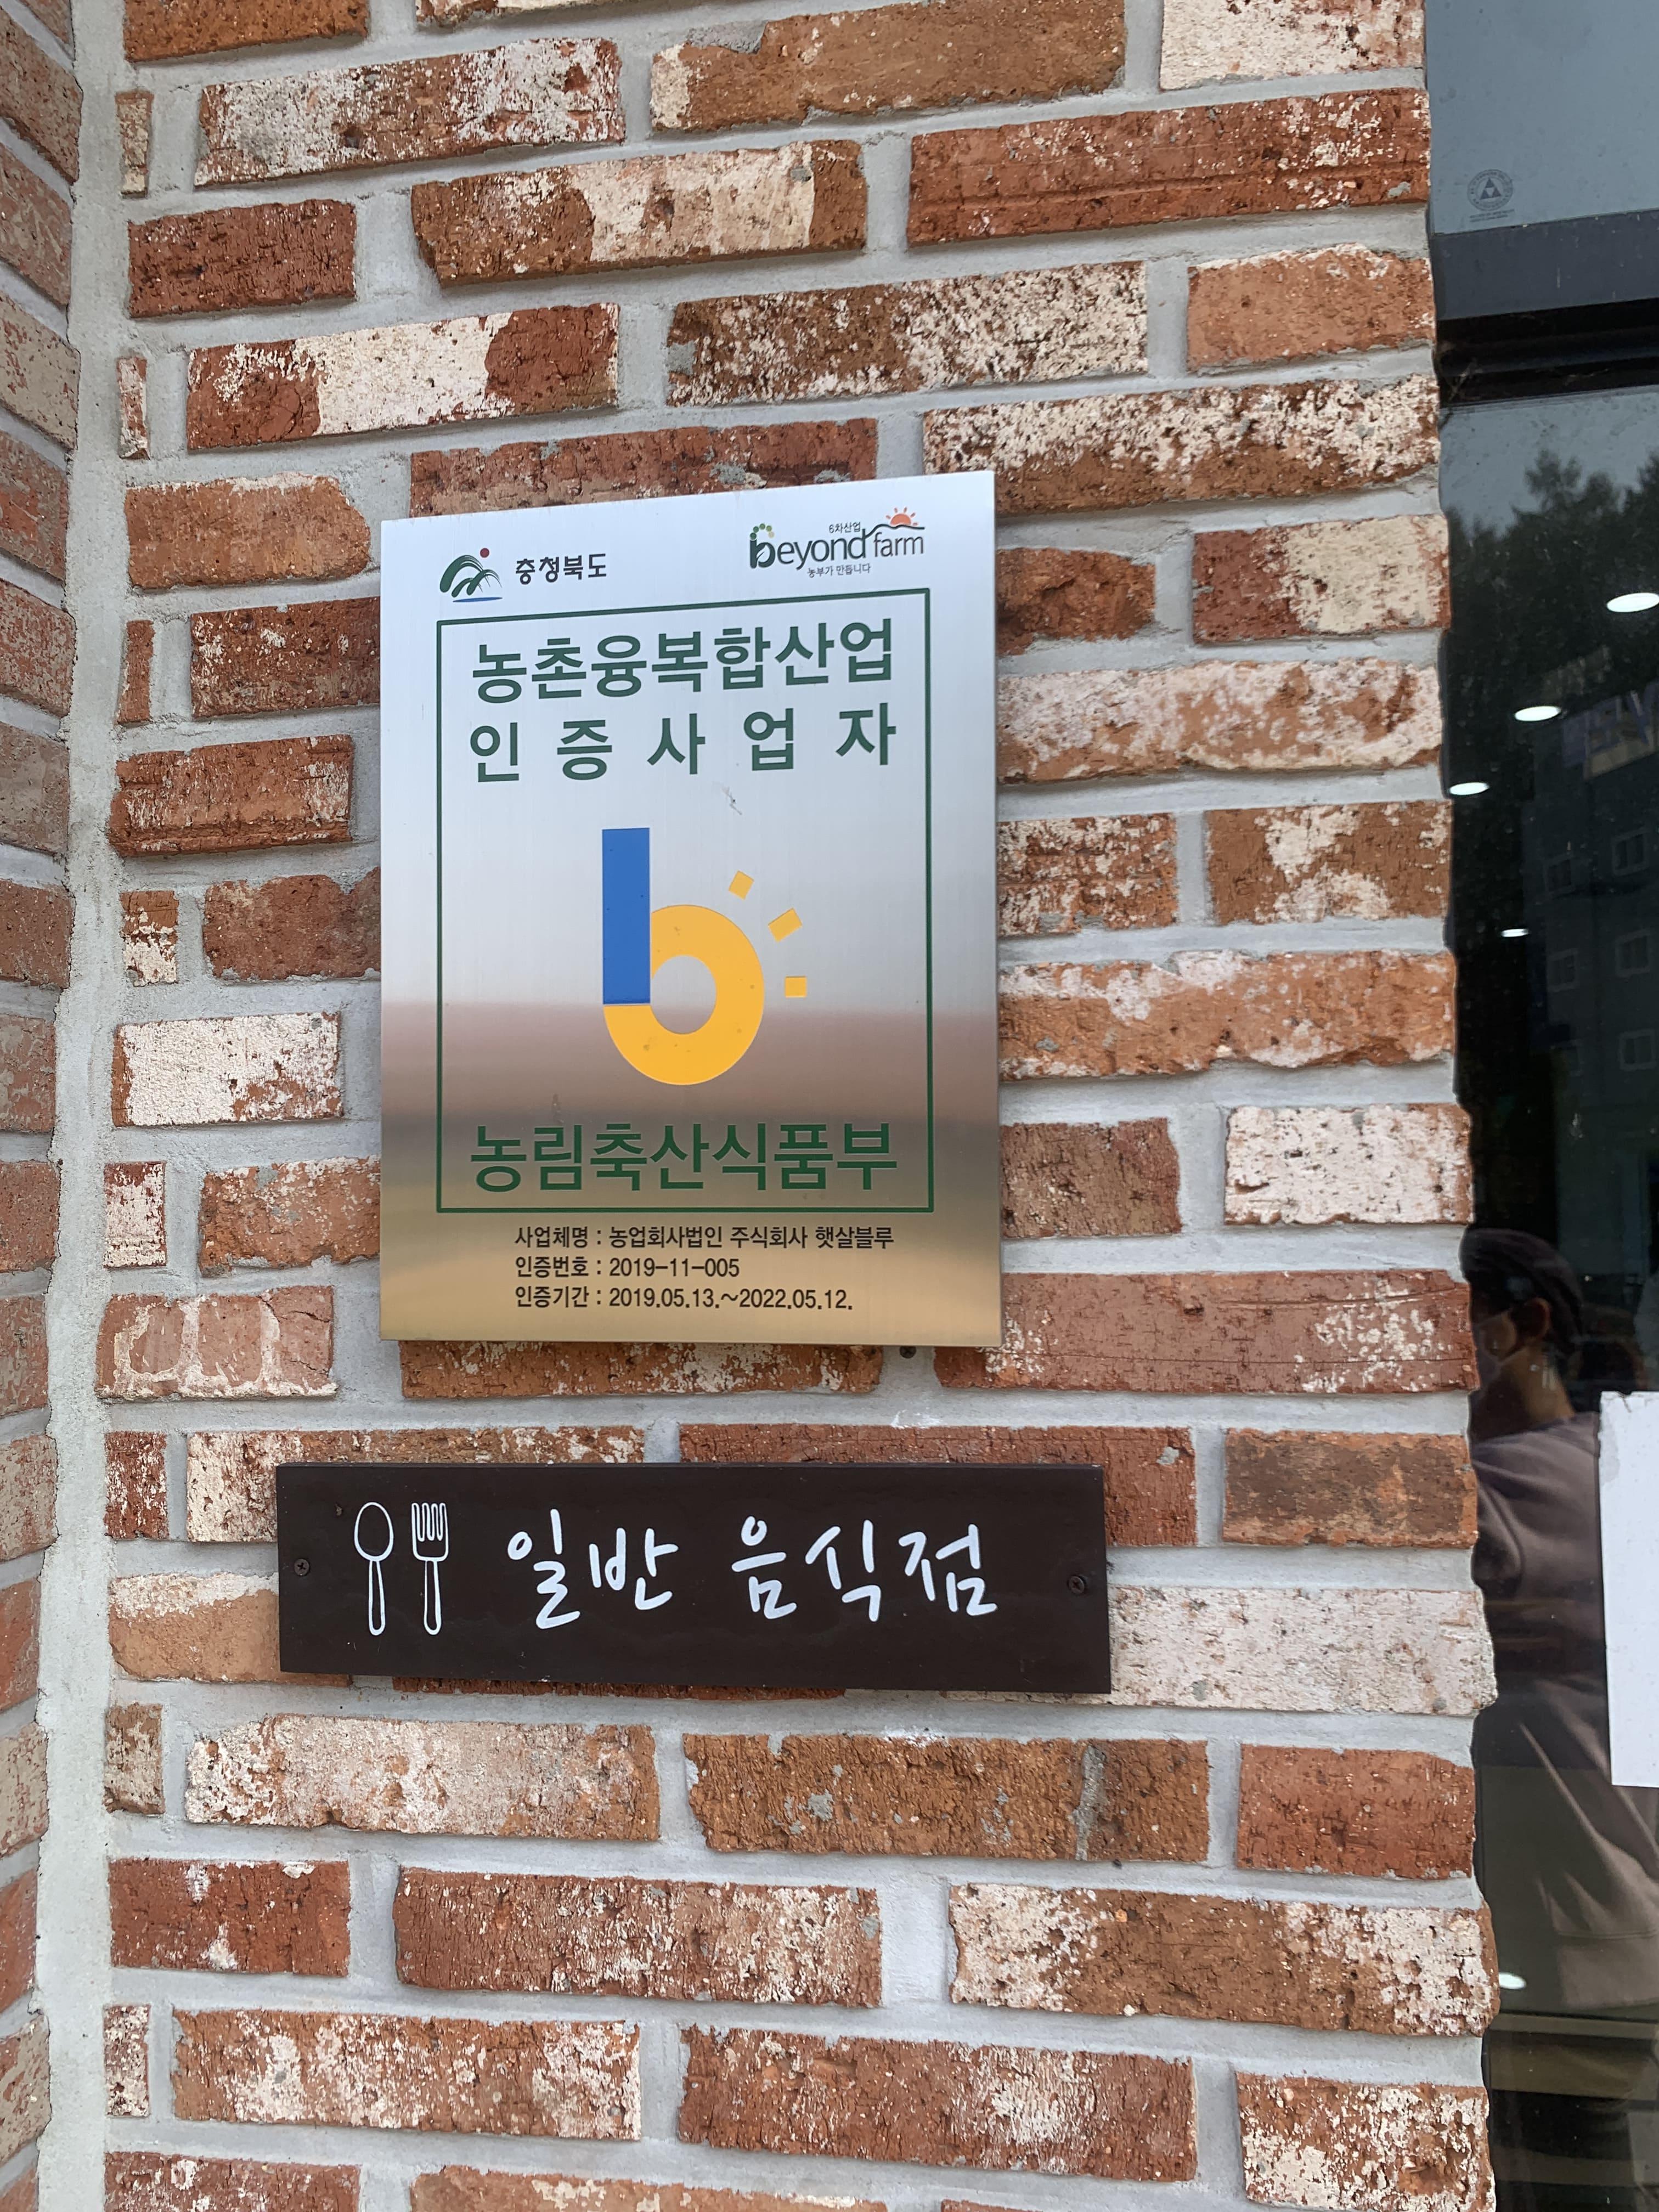 충청북도
6차산업
beyond farm
농부가 만듭니다
농촌융복합산업
인증사업자
b
농림축산식품부
사업체명 : 농업회사법인 주식회사 햇살블루
인증번호 : 2019-11-005
인증기간 : 2019.05.13.~2022.05.12.
일반 음식점